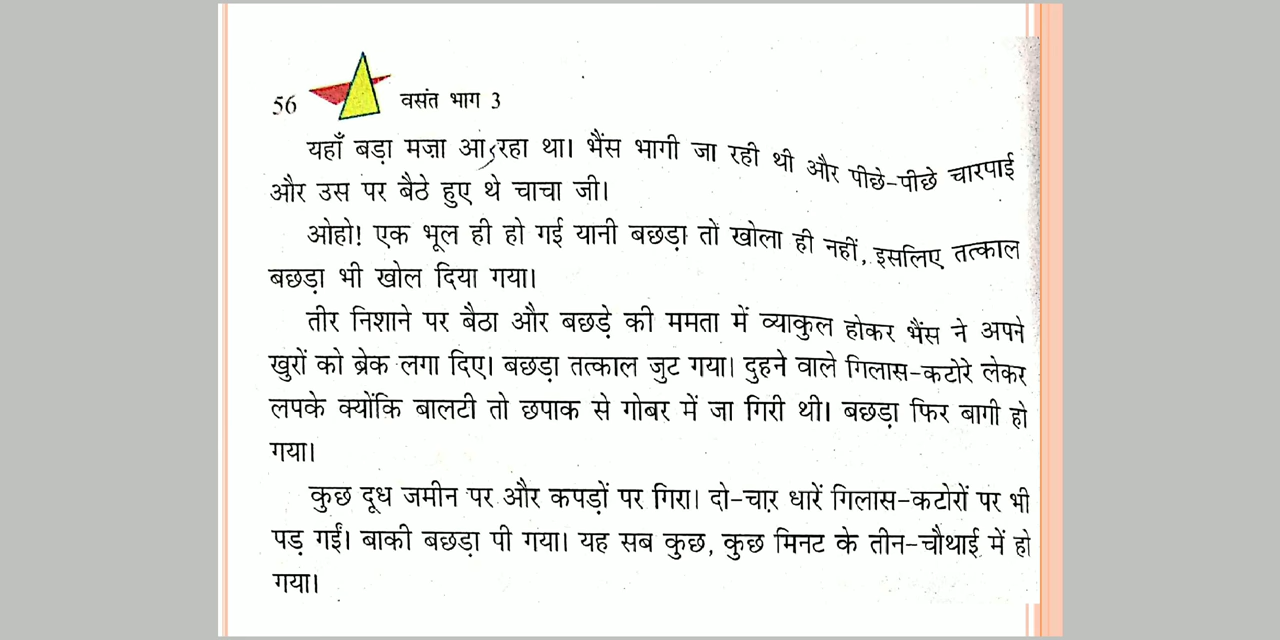 56 वसंत भाग 3
यहाँ बड़ा मज़ा आ रहा था। भैंस भागी जा रही थी और पीछे-पीछे चारपाई
और उस पर बैठे हुए थे चाचा जी।
ओहो! एक भूल ही हो गई यानी बछड़ा तो खोला ही नहीं, इसलिए तत्काल
बछड़ा भी खोल दिया गया।
तीर निशाने पर बैठा और बछड़े की ममता में व्याकुल होकर भैंस ने अपने
खुरों को ब्रेक लगा दिए। बछड़ा तत्काल जुट गया। दुहने वाले गिलास-कटोरे लेकर
लपके क्योंकि बालटी तो छपाक से गोबर में जा गिरी थी। बछड़ा फिर बागी हो
गया।
कुछ दूध जमीन पर और कपड़ों पर गिरा। दो-चार धारें गिलास-कटोरों पर भी
पड़ गईं। बाकी बछड़ा पी गया। यह सब कुछ, कुछ मिनट के तीन-चौथाई में हो
गया।